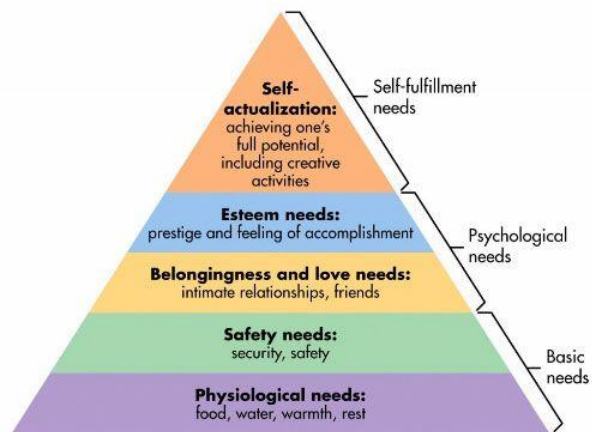 Self-
actualization:
achieving one's
full potential,
including creative
activities
Self-fulfillment
needs
Esteem needs:
prestige and feeling of accomplishment
Psychological
needs
Belongingness and love needs:
intimate relationships, friends
Safety needs:
security, safety
Basic
needs
Physiological needs:
food, water, warmth, rest